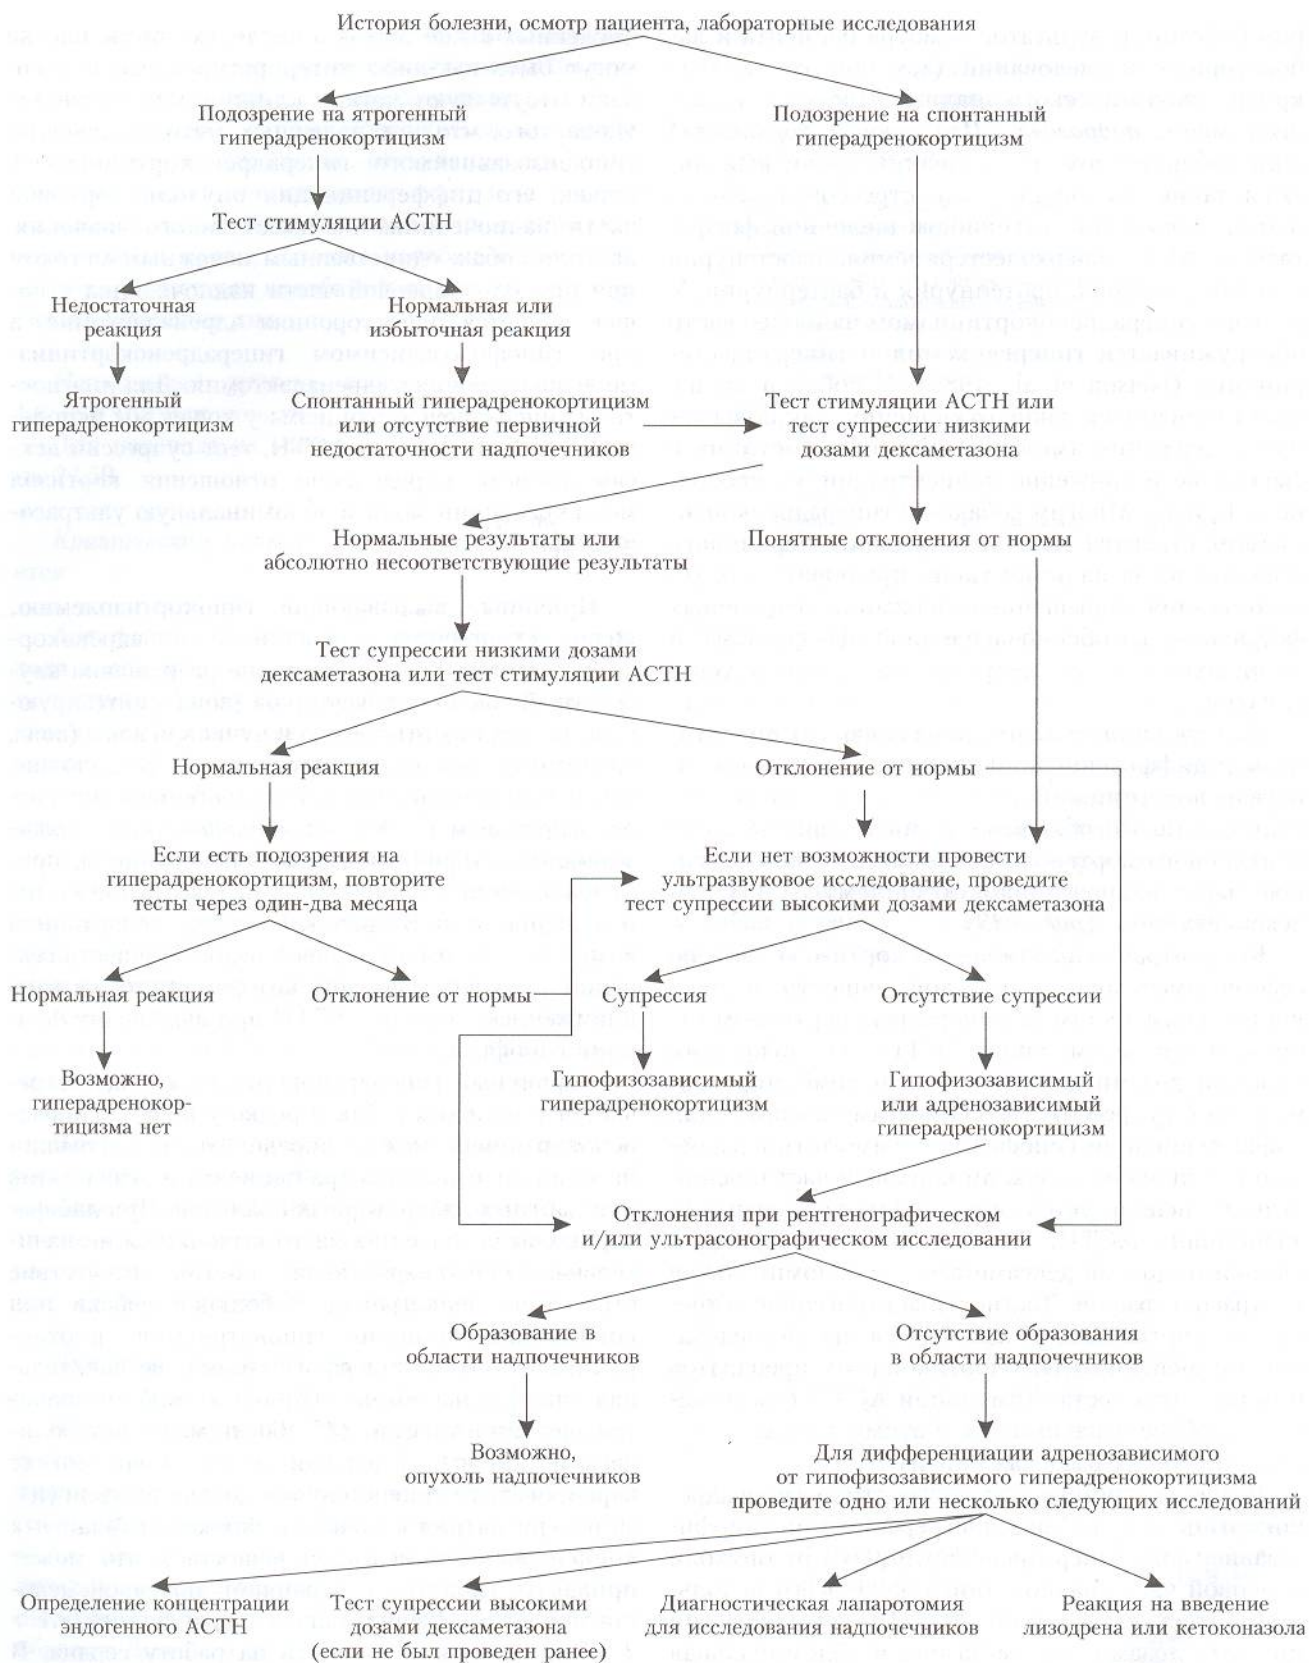 История болезни, осмотр пациента, лабораторные исследования
Подозрение на ятрогенный
гиперадренокортицизм
Подозрение на спонтанный
гиперадренокортицизм
Тест стимуляции АСТН
Недостаточная
реакция
Нормальная или
избыточная реакция
Ятрогенный
гиперадренокортицизм
Спонтанный гиперадренокортицизм
или отсутствие первичной
недостаточности надпочечников
Тест стимуляции АСТН или
тест супрессии низкими
дозами дексаметазона
Нормальные результаты или
абсолютно несоответствующие результаты
Понятные отклонения от нормы
Тест супрессии низкими дозами
дексаметазона или тест стимуляции АСТН
Нормальная реакция
Отклонение от нормы
Если есть подозрения на
гиперадренокортицизм, повторите
тесты через один-два месяца
Если нет возможности провести
ультразвуковое исследование, проведите
тест супрессии высокими дозами дексаметазона
Нормальная реакция
Отклонение от нормы
Супрессия
Отсутствие супрессии
Возможно,
гиперадренокор-
тицизма нет
Гипофизозависимый
гиперадренокортицизм
Гипофизозависимый
или адренозависимый
гиперадренокортицизм
Отклонения при рентгенографическом
и/или ультрасонографическом исследовании
Образование в
области надпочечников
Отсутствие образования
в области надпочечников
Возможно,
опухоль надпочечников
Для дифференциации адренозависимого
от гипофизозависимого гиперадренокортицизма
проведите одно или несколько следующих исследований
Определение концентрации
эндогенного АСТН
Тест супрессии высокими
дозами дексаметазона
(если не был проведен ранее)
Диагностическая лапаротомия
для исследования надпочечников
Реакция на введение
лизодрена или кетоконазола